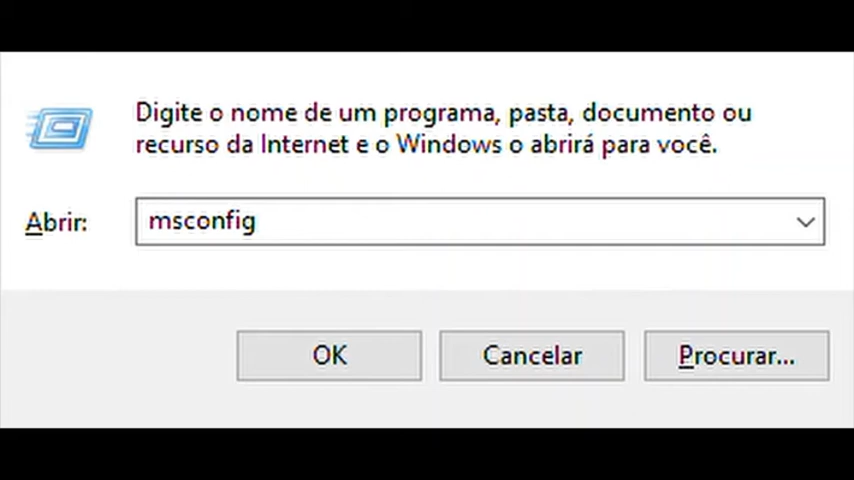 Digite o nome de um programa, pasta, documento ou
recurso da Internet e o Windows o abrirá para você.
Abrir: msconfig
OK Cancelar Procurar...